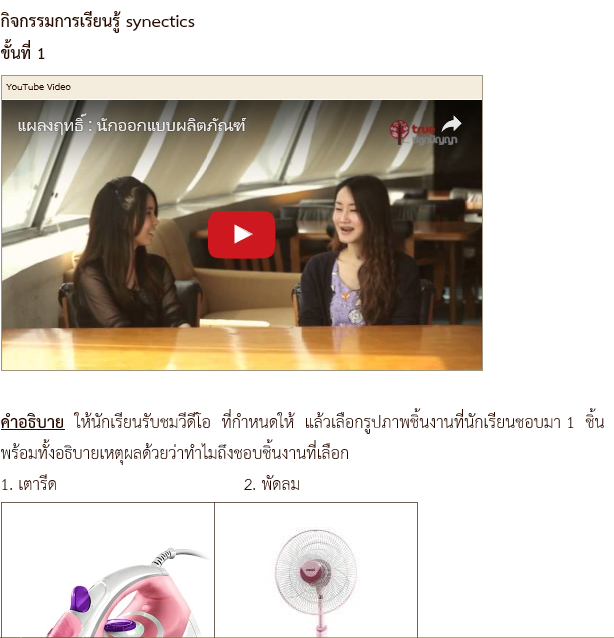 กิจกรรมการเรียนรู้ synectics
ขั้นที่ 1
YouTube Video
แผลงฤทธิ์ : นักออกแบบผลิตภัณฑ์
true
ปลูกปัญญา
คำอธิบาย ให้นักเรียนรับชมวีดีโอ ที่กำหนดให้ แล้วเลือกรูปภาพชิ้นงานที่นักเรียนชอบมา 1 ชิ้น
พร้อมทั้งอธิบายเหตุผลด้วยว่าทำไมถึงชอบชิ้นงานที่เลือก
1. เตารีด 2. พัดลม